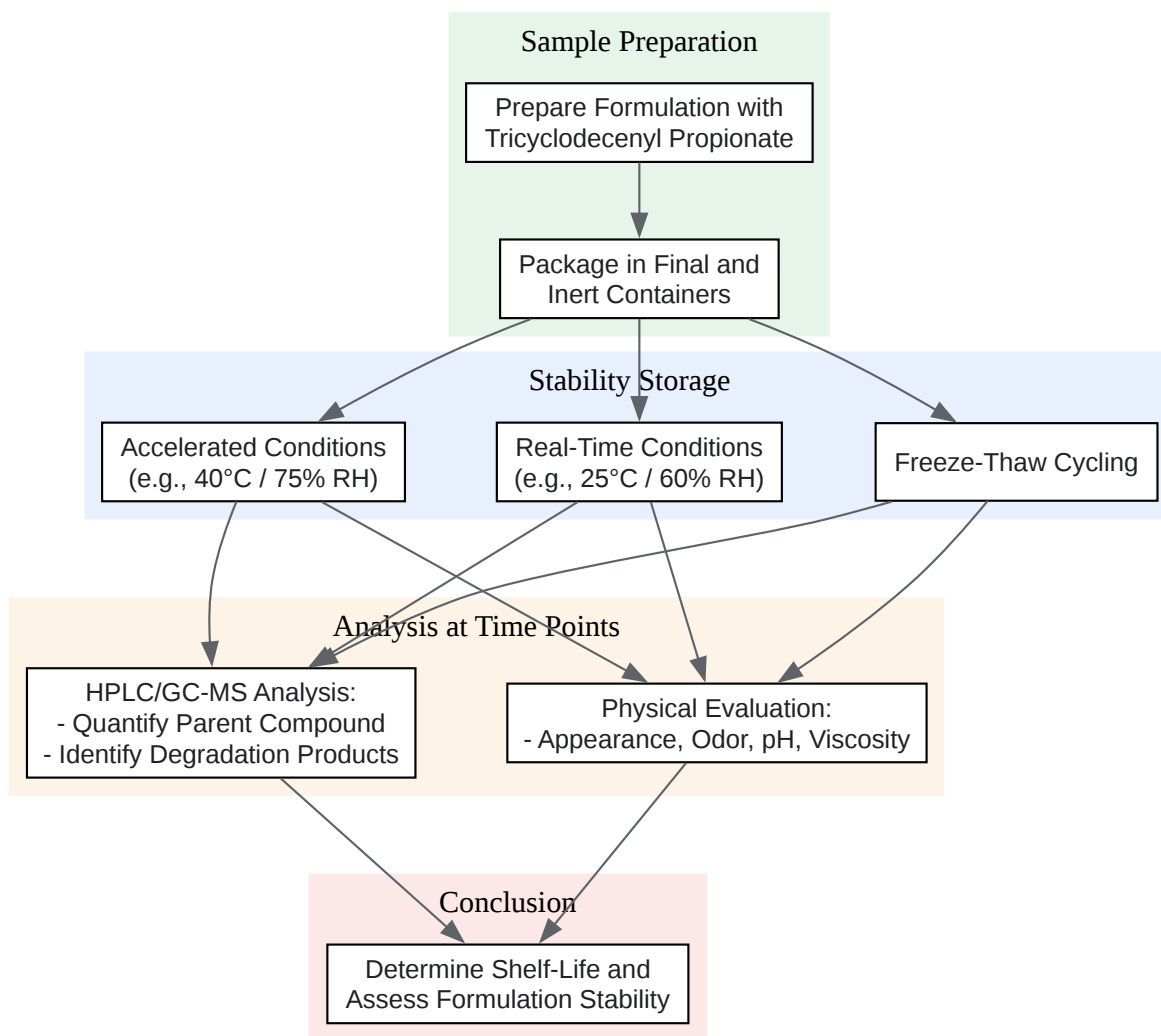 Sample Preparation
Prepare Formulation with
Tricyclodecenyl Propionate
Package in Final and
Inert Containers
Stability Storage
Accelerated Conditions
(e.g., 40°C / 75% RH)
Real-Time Conditions
(e.g., 25°C / 60% RH)
Freeze-Thaw Cycling
Analysis at Time Points
HPLC/GC-MS Analysis:
- Quantify Parent Compound
- Identify Degradation Products
Physical Evaluation:
- Appearance, Odor, pH, Viscosity
Conclusion
Determine Shelf-Life and
Assess Formulation Stability